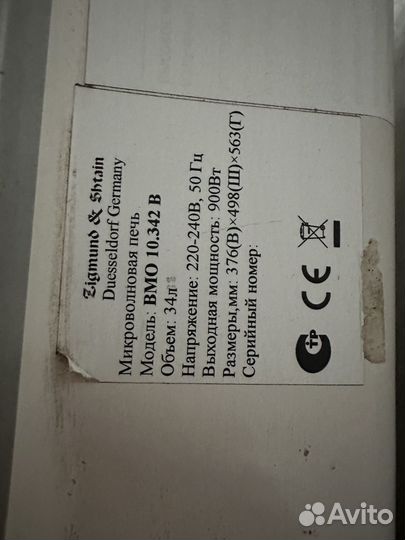 Zigmund & Shtain
Duesseldorf Germany
Микроволновая печь
Модель: BMO 10.342 B
Объем: 34л
Напряжение: 220-240В, 50 Гц
Выходная мощность: 900Вт
Размеры,мм: 376(В)×498(Ш)×563(Г)
Серийный номер:
CE
Avito